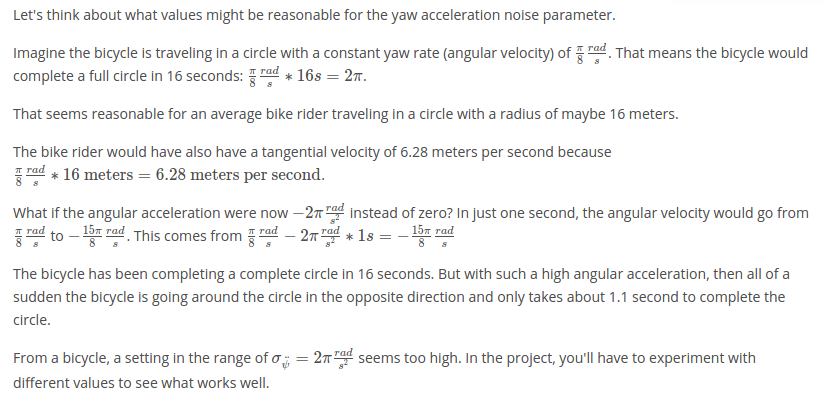 Let's think about what values might be reasonable for the yaw acceleration noise parameter.
Imagine the bicycle is traveling in a circle with a constant yaw rate (angular velocity) of $\frac{\pi}{8} \frac{rad}{s}$. That means the bicycle would
complete a full circle in 16 seconds: $\frac{\pi}{8} \frac{rad}{s} * 16s = 2\pi$.
That seems reasonable for an average bike rider traveling in a circle with a radius of maybe 16 meters.
The bike rider would have also have a tangential velocity of 6.28 meters per second because
$\frac{\pi}{8} \frac{rad}{s} * 16$ meters $= 6.28$ meters per second.
What if the angular acceleration were now $-2\pi \frac{rad}{s^2}$ instead of zero? In just one second, the angular velocity would go from
$\frac{\pi}{8} \frac{rad}{s}$ to $-\frac{15\pi}{8} \frac{rad}{s}$. This comes from $\frac{\pi}{8} \frac{rad}{s} - 2\pi \frac{rad}{s^2} * 1s = -\frac{15\pi}{8} \frac{rad}{s}$
The bicycle has been completing a complete circle in 16 seconds. But with such a high angular acceleration, then all of a
sudden the bicycle is going around the circle in the opposite direction and only takes about 1.1 second to complete the
circle.
From a bicycle, a setting in the range of $\sigma_{\ddot{\psi}} = 2\pi \frac{rad}{s^2}$ seems too high. In the project, you'll have to experiment with
different values to see what works well.